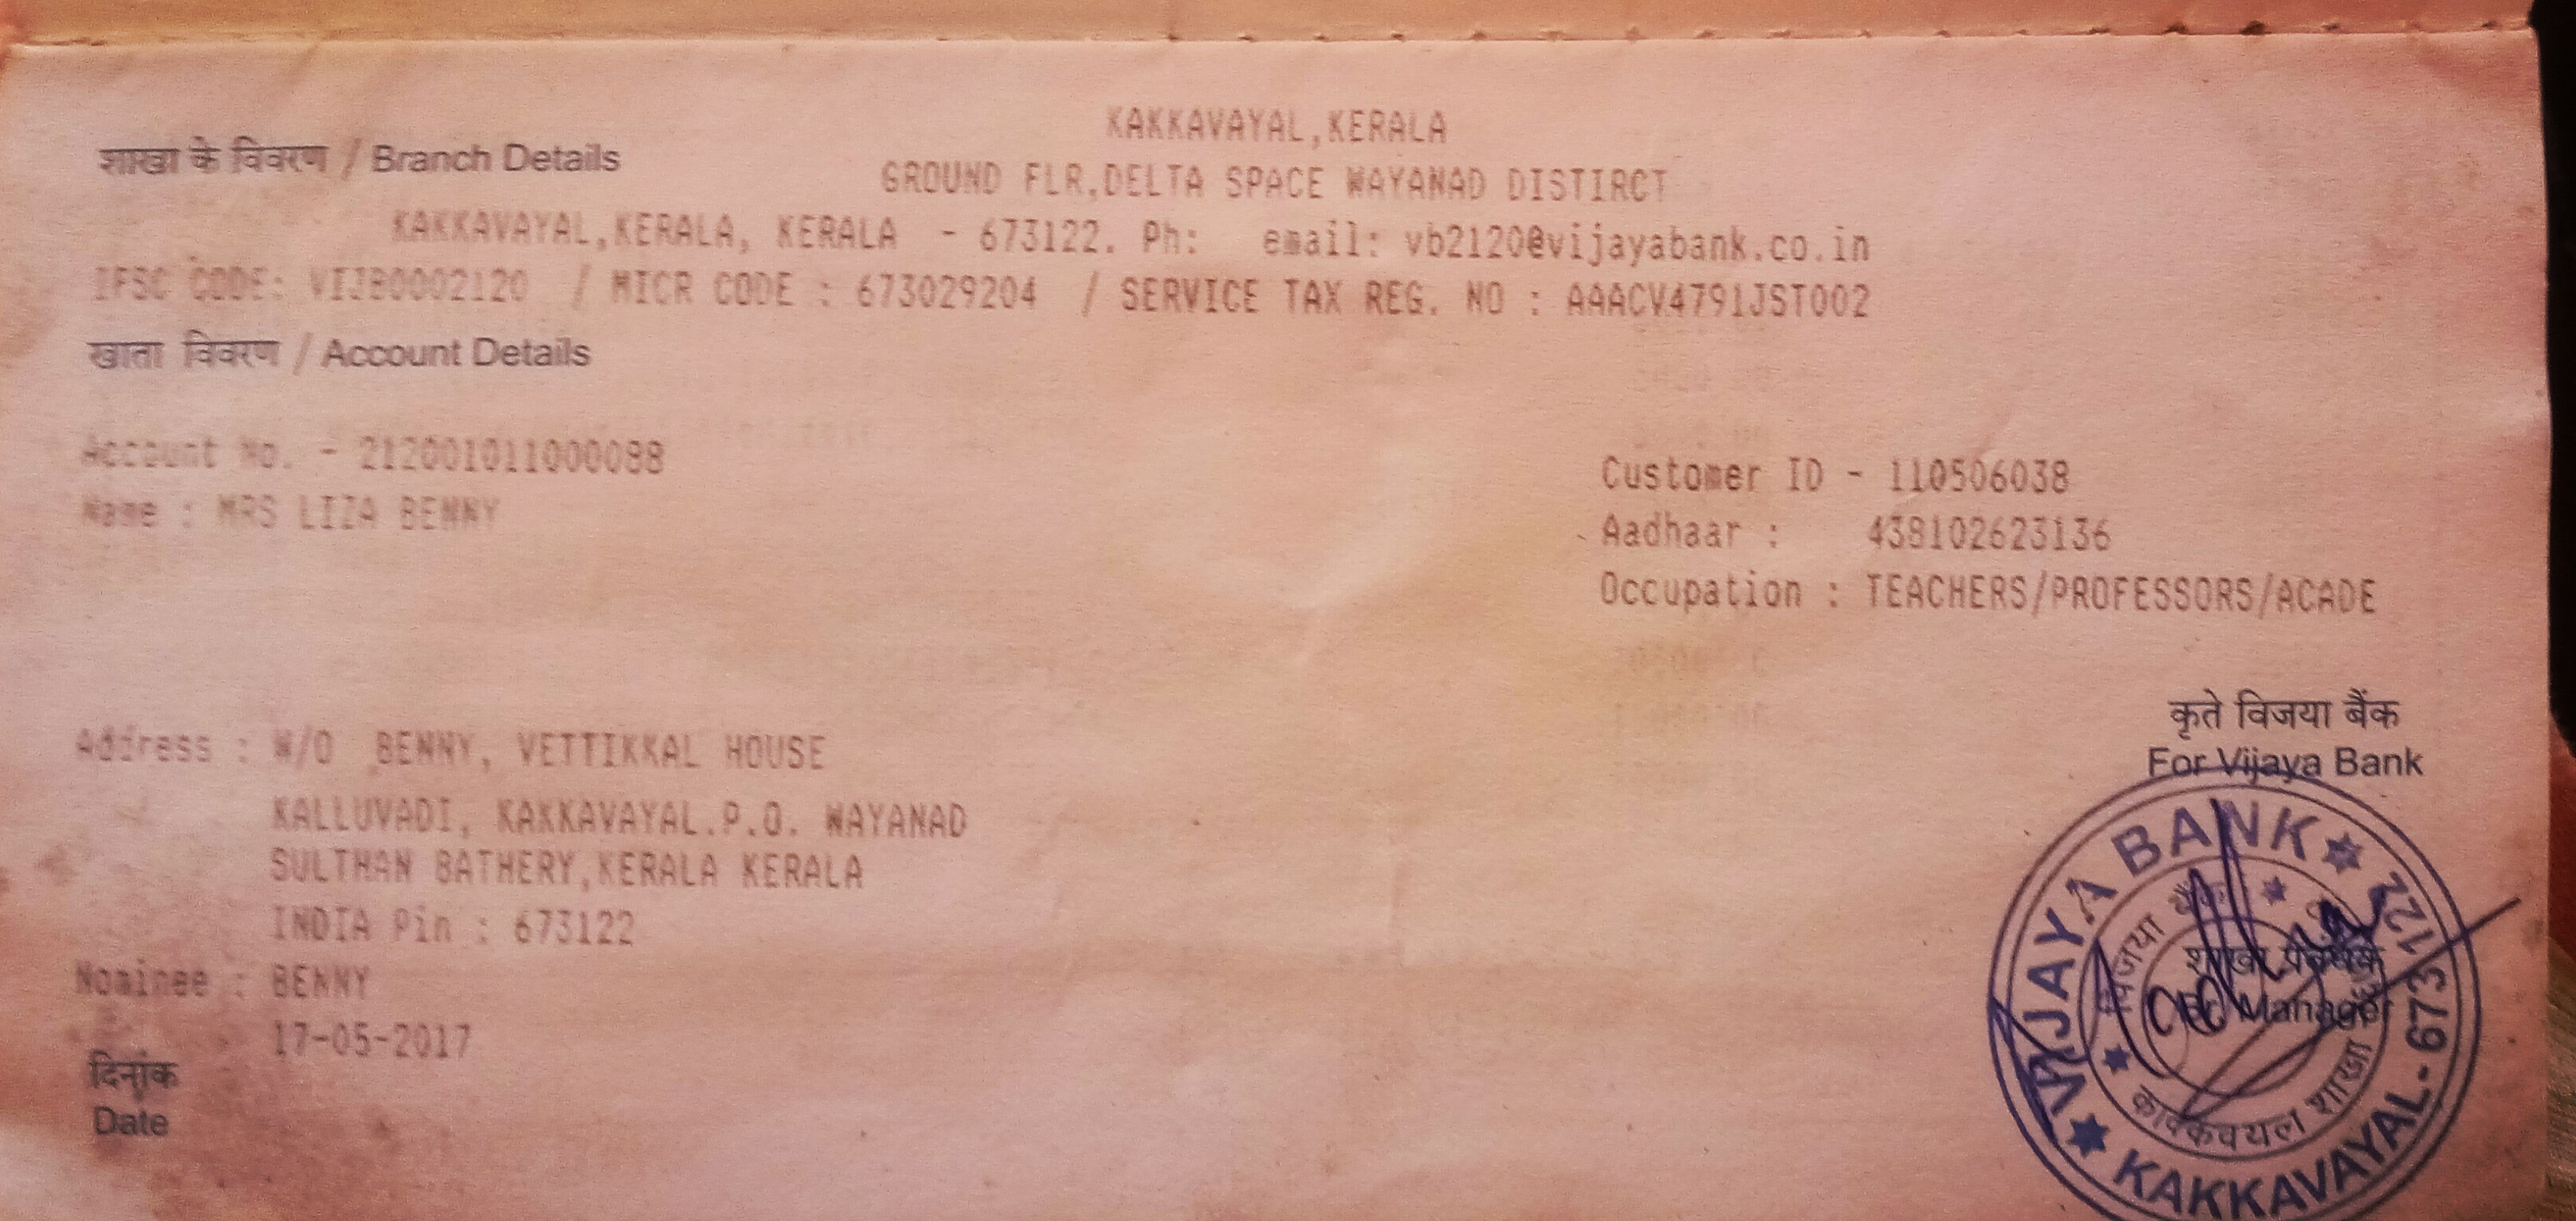 KAKKAVAYAL,KERALA
शाखा के विवरण / Branch Details
GROUND FLR,DELTA SPACE WAYANAD DISTIRCT
KAKKAVAYAL,KERALA, KERALA - 673122. Ph: email: vb2120@vijayabank.co.in
IFSC CODE: VIJB0002120 / MICR CODE : 673029204 / SERVICE TAX REG. NO : AAACV4791JST002
खाता विवरण / Account Details
Account No. - 212001011000088
Customer ID - 110506038
Name : MRS LIZA BENNY
Aadhaar : 438102623136
Occupation : TEACHERS/PROFESSORS/ACADE
कृते विजया बैंक
For Vijaya Bank
Address : W/O BENNY, VETTIKKAL HOUSE
KALLUVADI, KAKKAVAYAL.P.O. WAYANAD
SULTHAN BATHERY,KERALA KERALA
INDIA Pin : 673122
Nominee : BENNY
17-05-2017
दिनांक
Date
VIJAYA BANK
KAKKAVAYAL - 673 122
विजया बैंक
काक्कवयल शाखा
शाखा प्रबंधक
Br. Manager